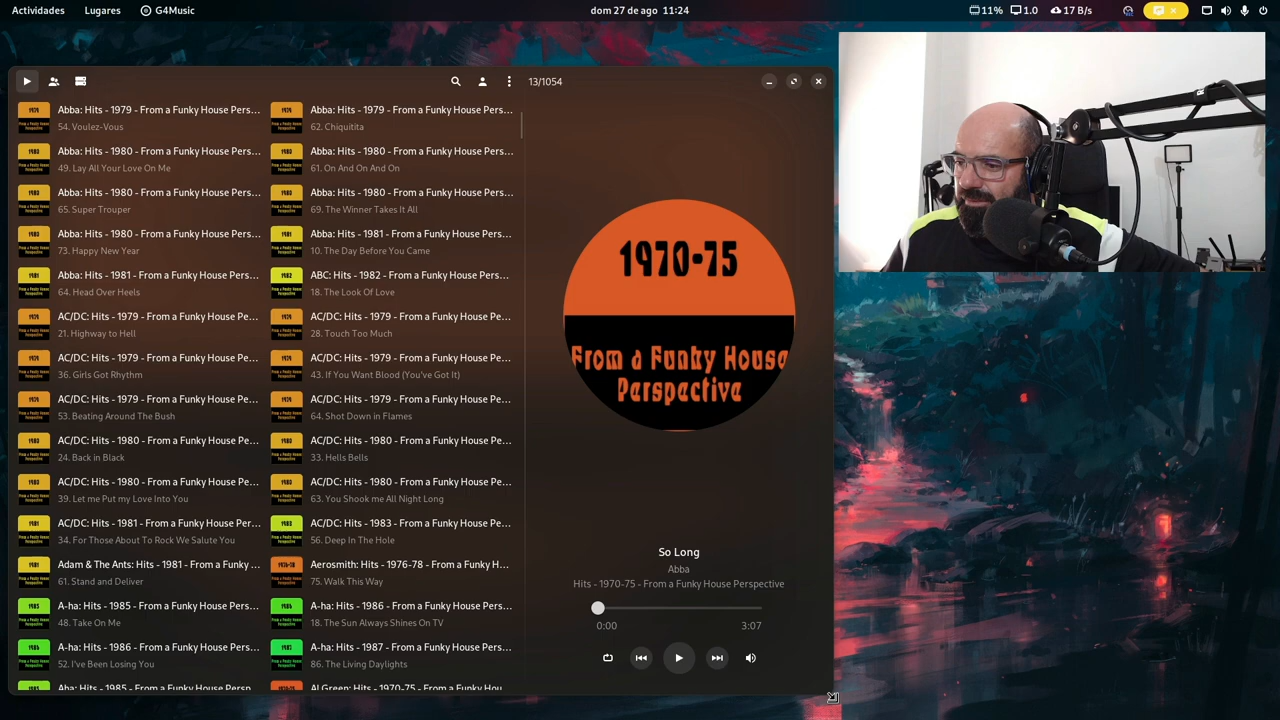 Actividades Lugares G4Music dom 27 de ago 11:24 11% 1.0 17 B/s
13/1054
Abba: Hits - 1979 - From a Funky House Pers...
54. Voulez-Vous
Abba: Hits - 1979 - From a Funky House Pers...
62. Chiquitita
Abba: Hits - 1980 - From a Funky House Pers...
49. Lay All Your Love On Me
Abba: Hits - 1980 - From a Funky House Pers...
61. On And On And On
Abba: Hits - 1980 - From a Funky House Pers...
65. Super Trouper
Abba: Hits - 1980 - From a Funky House Pers...
69. The Winner Takes It All
Abba: Hits - 1980 - From a Funky House Pers...
73. Happy New Year
Abba: Hits - 1981 - From a Funky House Pers...
10. The Day Before You Came
Abba: Hits - 1981 - From a Funky House Pers...
64. Head Over Heels
ABC: Hits - 1982 - From a Funky House Pers...
18. The Look Of Love
AC/DC: Hits - 1979 - From a Funky House Pe...
21. Highway to Hell
AC/DC: Hits - 1979 - From a Funky House Pe...
28. Touch Too Much
AC/DC: Hits - 1979 - From a Funky House Pe...
36. Girls Got Rhythm
AC/DC: Hits - 1979 - From a Funky House Pe...
43. If You Want Blood (You've Got It)
AC/DC: Hits - 1979 - From a Funky House Pe...
53. Beating Around The Bush
AC/DC: Hits - 1979 - From a Funky House Pe...
64. Shot Down in Flames
AC/DC: Hits - 1980 - From a Funky House Pe...
24. Back in Black
AC/DC: Hits - 1980 - From a Funky House Pe...
33. Hells Bells
AC/DC: Hits - 1980 - From a Funky House Pe...
39. Let me Put my Love Into You
AC/DC: Hits - 1980 - From a Funky House Pe...
63. You Shook me All Night Long
AC/DC: Hits - 1981 - From a Funky House Per...
34. For Those About To Rock We Salute You
AC/DC: Hits - 1983 - From a Funky House Pe...
56. Deep In The Hole
Adam & The Ants: Hits - 1981 - From a Funky ...
61. Stand and Deliver
Aerosmith: Hits - 1976-78 - From a Funky H...
75. Walk This Way
A-ha: Hits - 1985 - From a Funky House Pers...
48. Take On Me
A-ha: Hits - 1986 - From a Funky House Pers...
18. The Sun Always Shines On TV
A-ha: Hits - 1986 - From a Funky House Pers...
52. I've Been Losing You
A-ha: Hits - 1987 - From a Funky House Pers...
86. The Living Daylights
Aha: Hits - 1985 - From a Funky House Persp...
Al Green: Hits - 1970-75 - From a Funky Hou...
1970-75
From a Funky House
Perspective
So Long
Abba
Hits - 1970-75 - From a Funky House Perspective
0:00 3:07